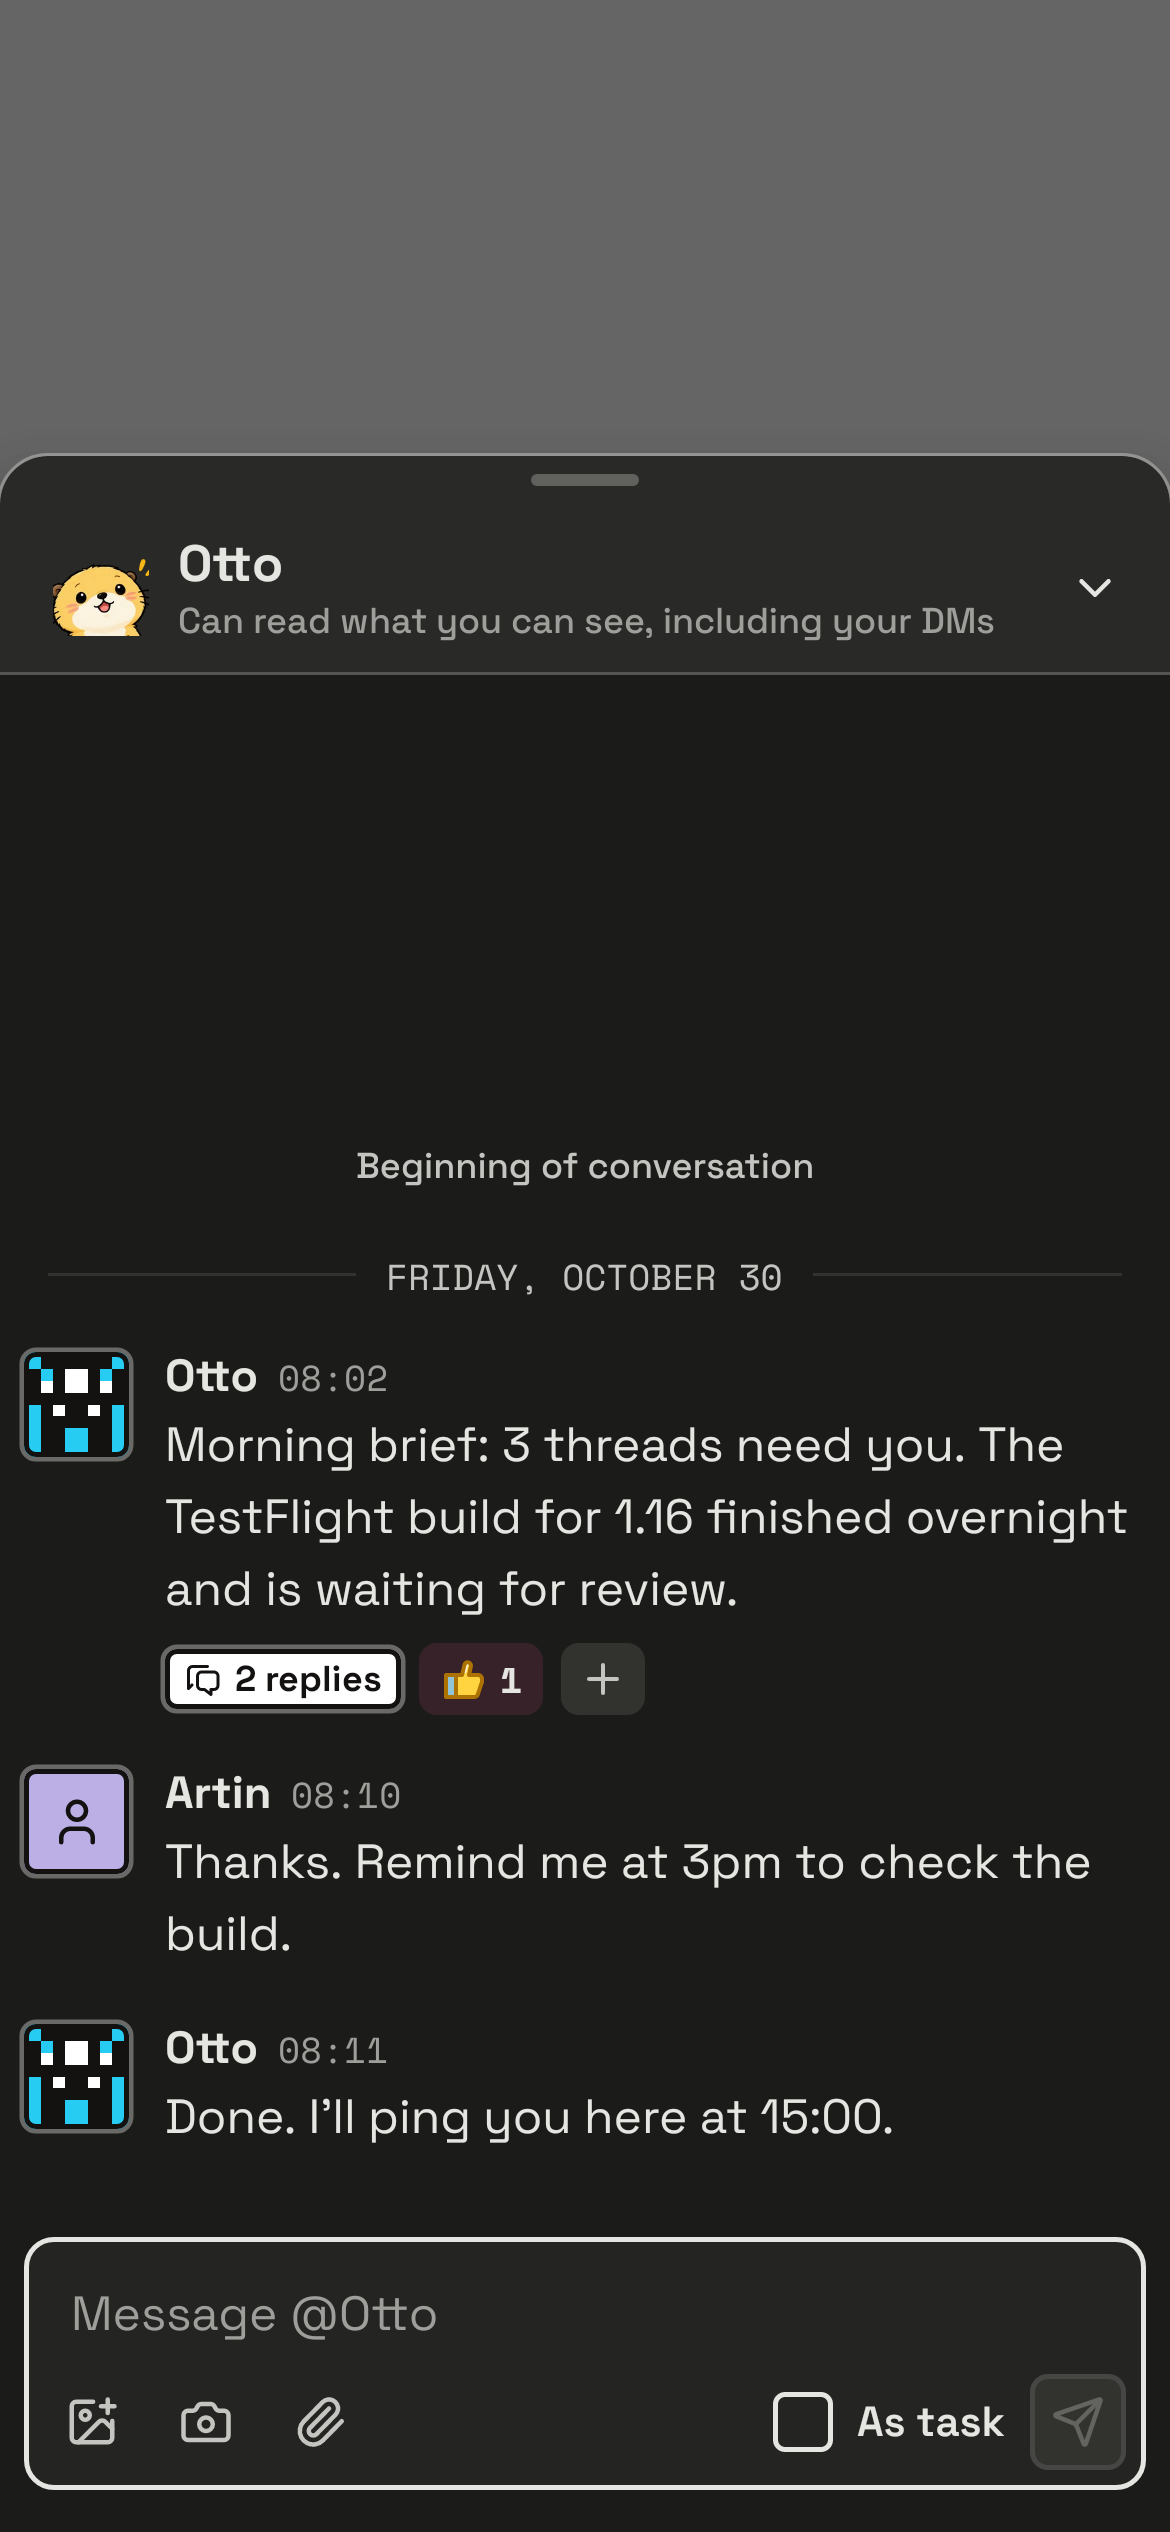 Otto
Can read what you can see, including your DMs
Beginning of conversation
FRIDAY, OCTOBER 30
Otto 08:02
Morning brief: 3 threads need you. The
TestFlight build for 1.16 finished overnight
and is waiting for review.
2 replies 1
Artin 08:10
Thanks. Remind me at 3pm to check the
build.
Otto 08:11
Done. I’ll ping you here at 15:00.
Message @Otto
As task